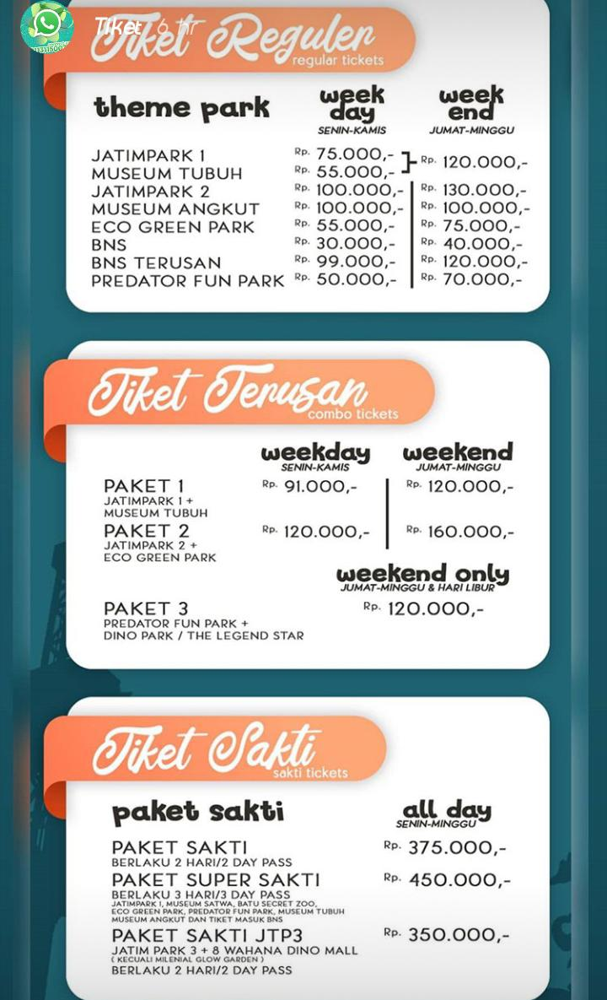 Tiket 6 hr
Tiket Reguler
regular tickets
theme park
week day
SENIN-KAMIS
week end
JUMAT-MINGGU
JATIMPARK 1 Rp. 75.000,-
MUSEUM TUBUH Rp. 55.000,- Rp. 120.000,-
JATIMPARK 2 Rp. 100.000,- Rp. 130.000,-
MUSEUM ANGKUT Rp. 100.000,- Rp. 100.000,-
ECO GREEN PARK Rp. 55.000,- Rp. 75.000,-
BNS Rp. 30.000,- Rp. 40.000,-
BNS TERUSAN Rp. 99.000,- Rp. 120.000,-
PREDATOR FUN PARK Rp. 50.000,- Rp. 70.000,-
Tiket Terusan
combo tickets
weekday weekend
SENIN-KAMIS JUMAT-MINGGU
PAKET 1 Rp. 91.000,- Rp. 120.000,-
JATIMPARK 1 +
MUSEUM TUBUH
PAKET 2 Rp. 120.000,- Rp. 160.000,-
JATIMPARK 2 +
ECO GREEN PARK
weekend only
JUMAT-MINGGU & HARI LIBUR
PAKET 3 Rp. 120.000,-
PREDATOR FUN PARK +
DINO PARK / THE LEGEND STAR
Tiket Sakti
sakti tickets
paket sakti all day
SENIN-MINGGU
PAKET SAKTI Rp. 375.000,-
BERLAKU 2 HARI/2 DAY PASS
PAKET SUPER SAKTI Rp. 450.000,-
BERLAKU 3 HARI/3 DAY PASS
JATIMPARK 1, MUSEUM SATWA, BATU SECRET ZOO,
ECO GREEN PARK, PREDATOR FUN PARK, MUSEUM TUBUH
MUSEUM ANGKUT DAN TIKET MASUK BNS
PAKET SAKTI JTP3 Rp. 350.000,-
JATIM PARK 3 + 8 WAHANA DINO MALL
( KECUALI MILENIAL GLOW GARDEN )
BERLAKU 2 HARI/2 DAY PASS